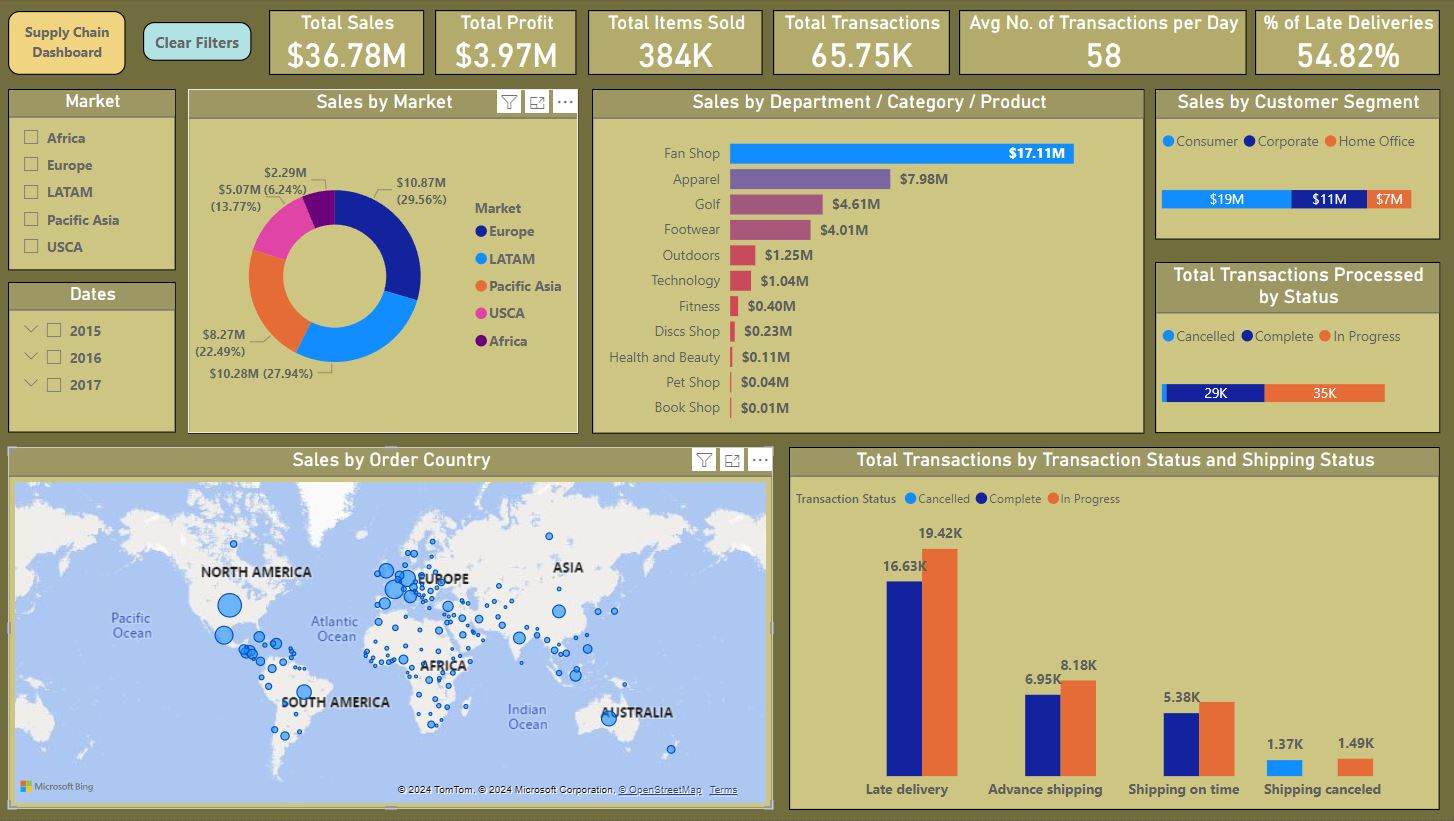 Supply Chain
Dashboard
Clear Filters
Total Sales
$36.78M
Total Profit
$3.97M
Total Items Sold
384K
Total Transactions
65.75K
Avg No. of Transactions per Day
58
% of Late Deliveries
54.82%
Market
Africa
Europe
LATAM
Pacific Asia
USCA
Dates
2015
2016
2017
Sales by Market
$2.29M
(6.24%)
$5.07M
(13.77%)
$10.87M
(29.56%)
$8.27M
(22.49%)
$10.28M (27.94%)
Market
Europe
LATAM
Pacific Asia
USCA
Africa
Sales by Department / Category / Product
Fan Shop $17.11M
Apparel $7.98M
Golf $4.61M
Footwear $4.01M
Outdoors $1.25M
Technology $1.04M
Fitness $0.40M
Discs Shop $0.23M
Health and Beauty $0.11M
Pet Shop $0.04M
Book Shop $0.01M
Sales by Customer Segment
Consumer Corporate Home Office
$19M $11M $7M
Total Transactions Processed
by Status
Cancelled Complete In Progress
29K 35K
Sales by Order Country
NORTH AMERICA
EUROPE
ASIA
Pacific
Ocean
Atlantic
Ocean
AFRICA
SOUTH AMERICA
Indian
Ocean
AUSTRALIA
Microsoft Bing
© 2024 TomTom, © 2024 Microsoft Corporation, © OpenStreetMap Terms
Total Transactions by Transaction Status and Shipping Status
Transaction Status Cancelled Complete In Progress
16.63K
19.42K
6.95K
8.18K
5.38K
1.37K
1.49K
Late delivery
Advance shipping
Shipping on time
Shipping canceled